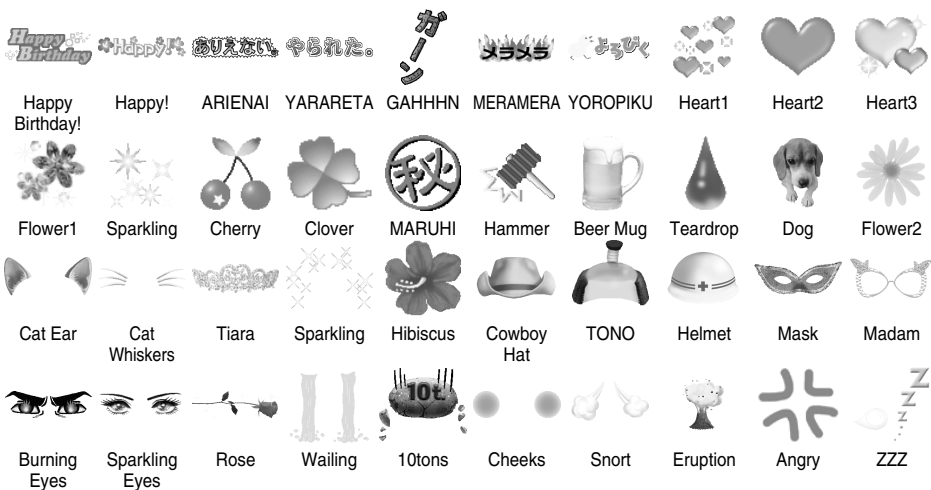 Happy Birthday
Happy!
ありえない。
やられた。
ガーン
メラメラ
よろぴく
Happy Birthday!
Happy!
ARIENAI
YARARETA
GAHHHN
MERAMERA
YOROPIKU
Heart1
Heart2
Heart3
秘
Flower1
Sparkling
Cherry
Clover
MARUHI
Hammer
Beer Mug
Teardrop
Dog
Flower2
Cat Ear
Cat Whiskers
Tiara
Sparkling
Hibiscus
Cowboy Hat
TONO
Helmet
Mask
Madam
10t.
Z
Z
Z
z
Burning Eyes
Sparkling Eyes
Rose
Wailing
10tons
Cheeks
Snort
Eruption
Angry
ZZZ